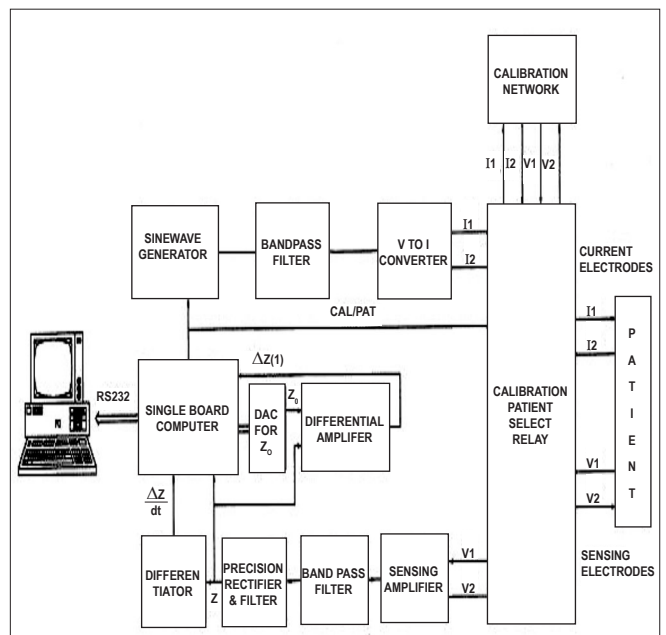 CALIBRATION
NETWORK
I1
I2
V1
V2
SINEWAVE
GENERATOR
BANDPASS
FILTER
V TO I
CONVERTER
I1
I2
CURRENT
ELECTRODES
CAL/PAT
I1
I2
P
A
T
I
E
N
T
RS232
SINGLE BOARD
COMPUTER
ΔZ(1)
DAC
FOR
Z₀
Z₀
DIFFERENTIAL
AMPLIFER
CALIBRATION
PATIENT
SELECT
RELAY
V1
V2
ΔZ
dt
DIFFEREN
TIATOR
Z
PRECISION
RECTIFIER
& FILTER
BAND PASS
FILTER
SENSING
AMPLIFIER
V1
V2
SENSING
ELECTRODES